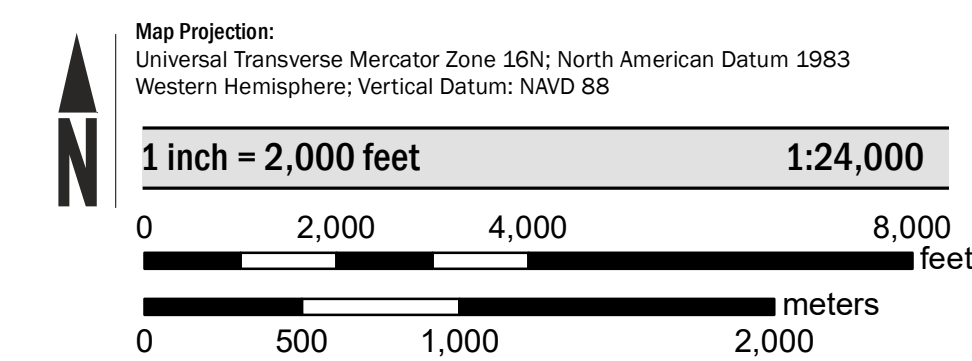 Map Projection:
Universal Transverse Mercator Zone 16N; North American Datum 1983
Western Hemisphere; Vertical Datum: NAVD 88
N
1 inch = 2,000 feet 1:24,000
0 2,000 4,000 8,000
feet
meters
0 500 1,000 2,000